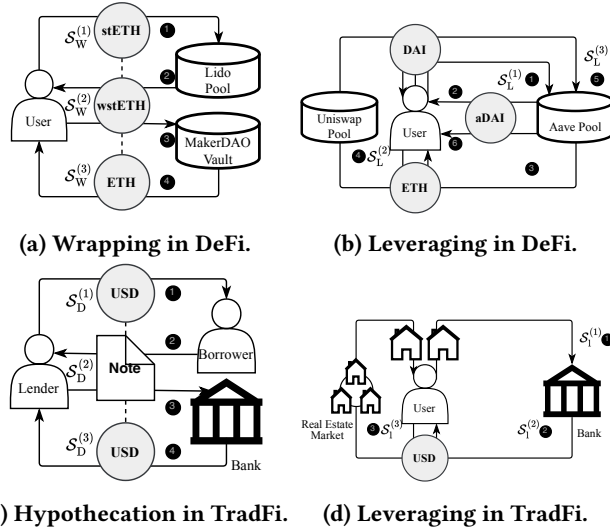 stETH
S_W^(1)
1
Lido
Pool
2
S_W^(2)
wstETH
User
3
MakerDAO
Vault
S_W^(3)
ETH
4
(a) Wrapping in DeFi.
DAI
S_L^(3)
S_L^(1)
1
5
2
aDAI
Uniswap
Pool
User
Aave Pool
6
4 S_L^(2)
3
ETH
(b) Leveraging in DeFi.
USD
1
S_D^(1)
2
Borrower
Note
Lender
S_D^(2)
3
S_D^(3)
USD
4
Bank
) Hypothecation in TradFi.
S_l^(1) 1
User
Real Estate
Market
3 S_l^(3)
S_l^(2) 2
Bank
USD
(d) Leveraging in TradFi.